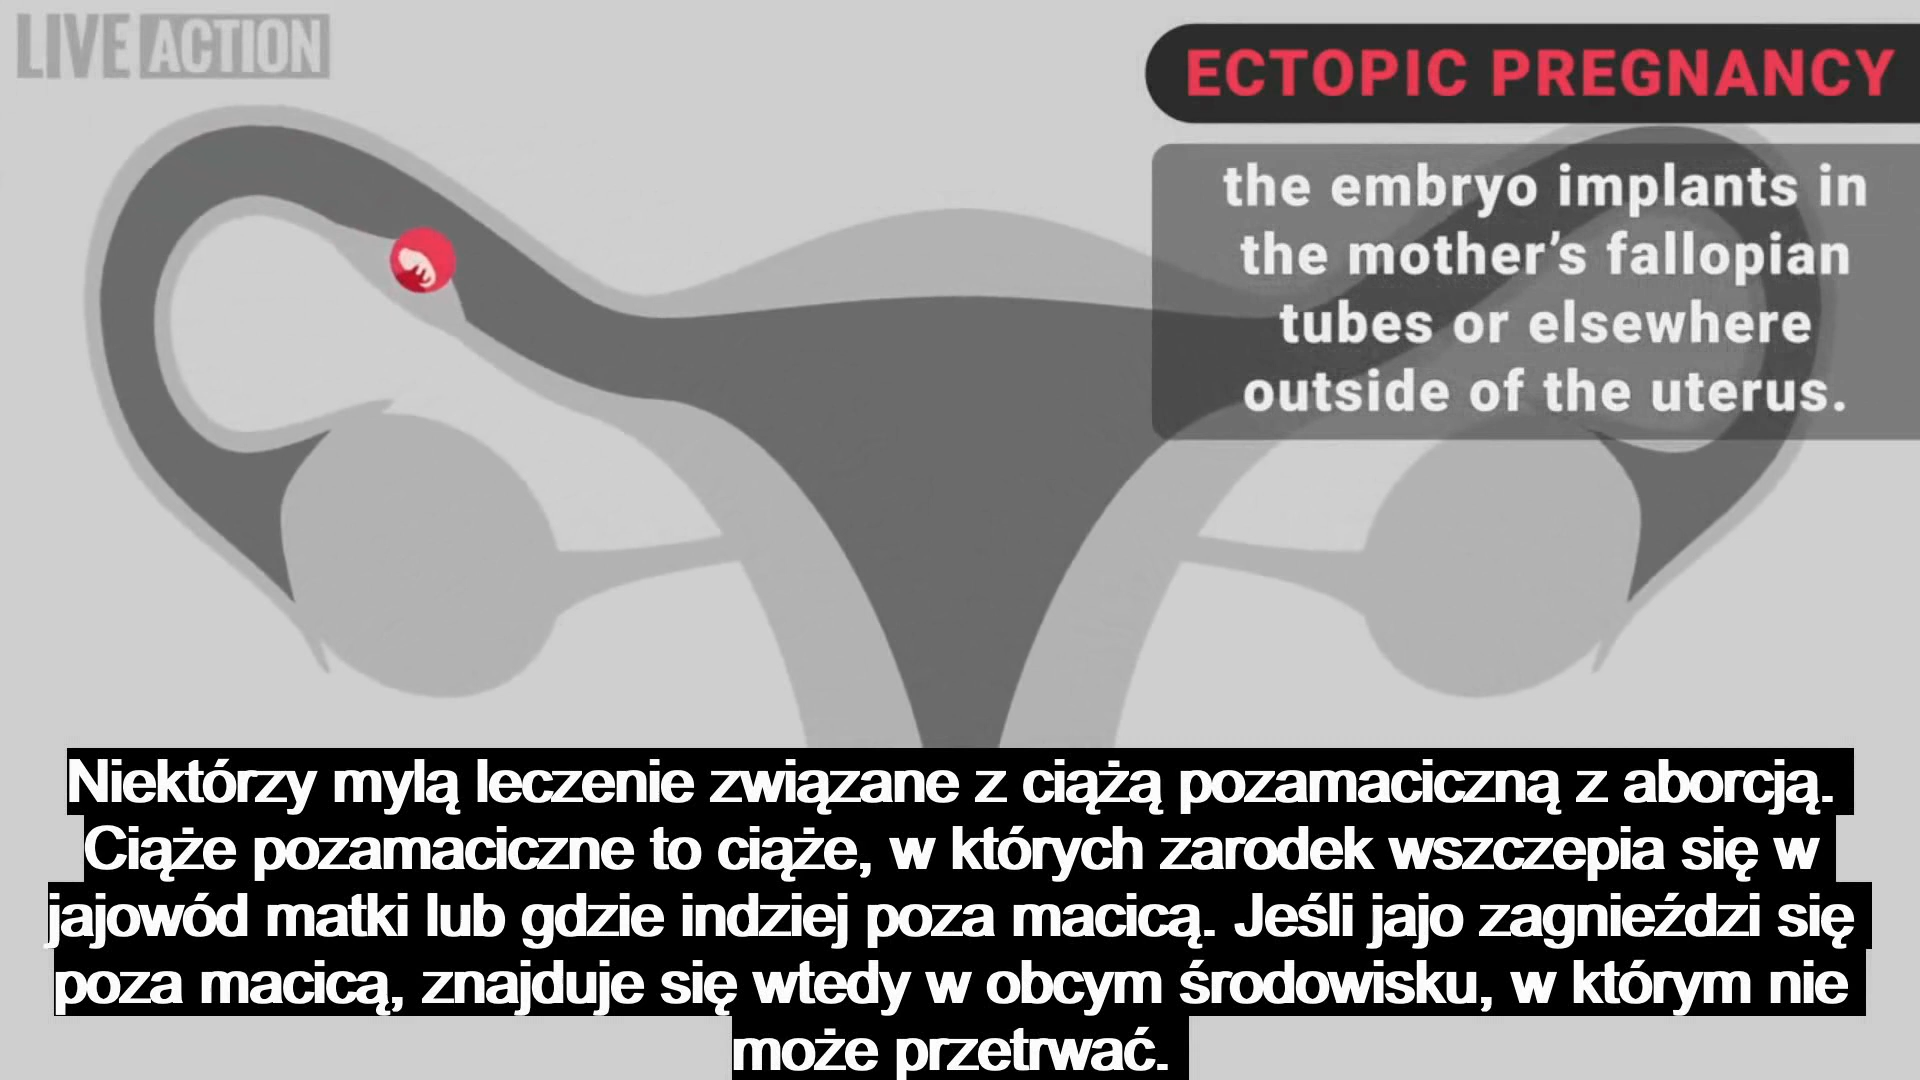 LIVE ACTION
ECTOPIC PREGNANCY
the embryo implants in
the mother's fallopian
tubes or elsewhere
outside of the uterus.
Niektórzy mylą leczenie związane z ciążą pozamaciczną z aborcją.
Ciąże pozamaciczne to ciąże, w których zarodek wszczepia się w
jajowód matki lub gdzie indziej poza macicą. Jeśli jajo zagnieździ się
poza macicą, znajduje się wtedy w obcym środowisku, w którym nie
może przetrwać.